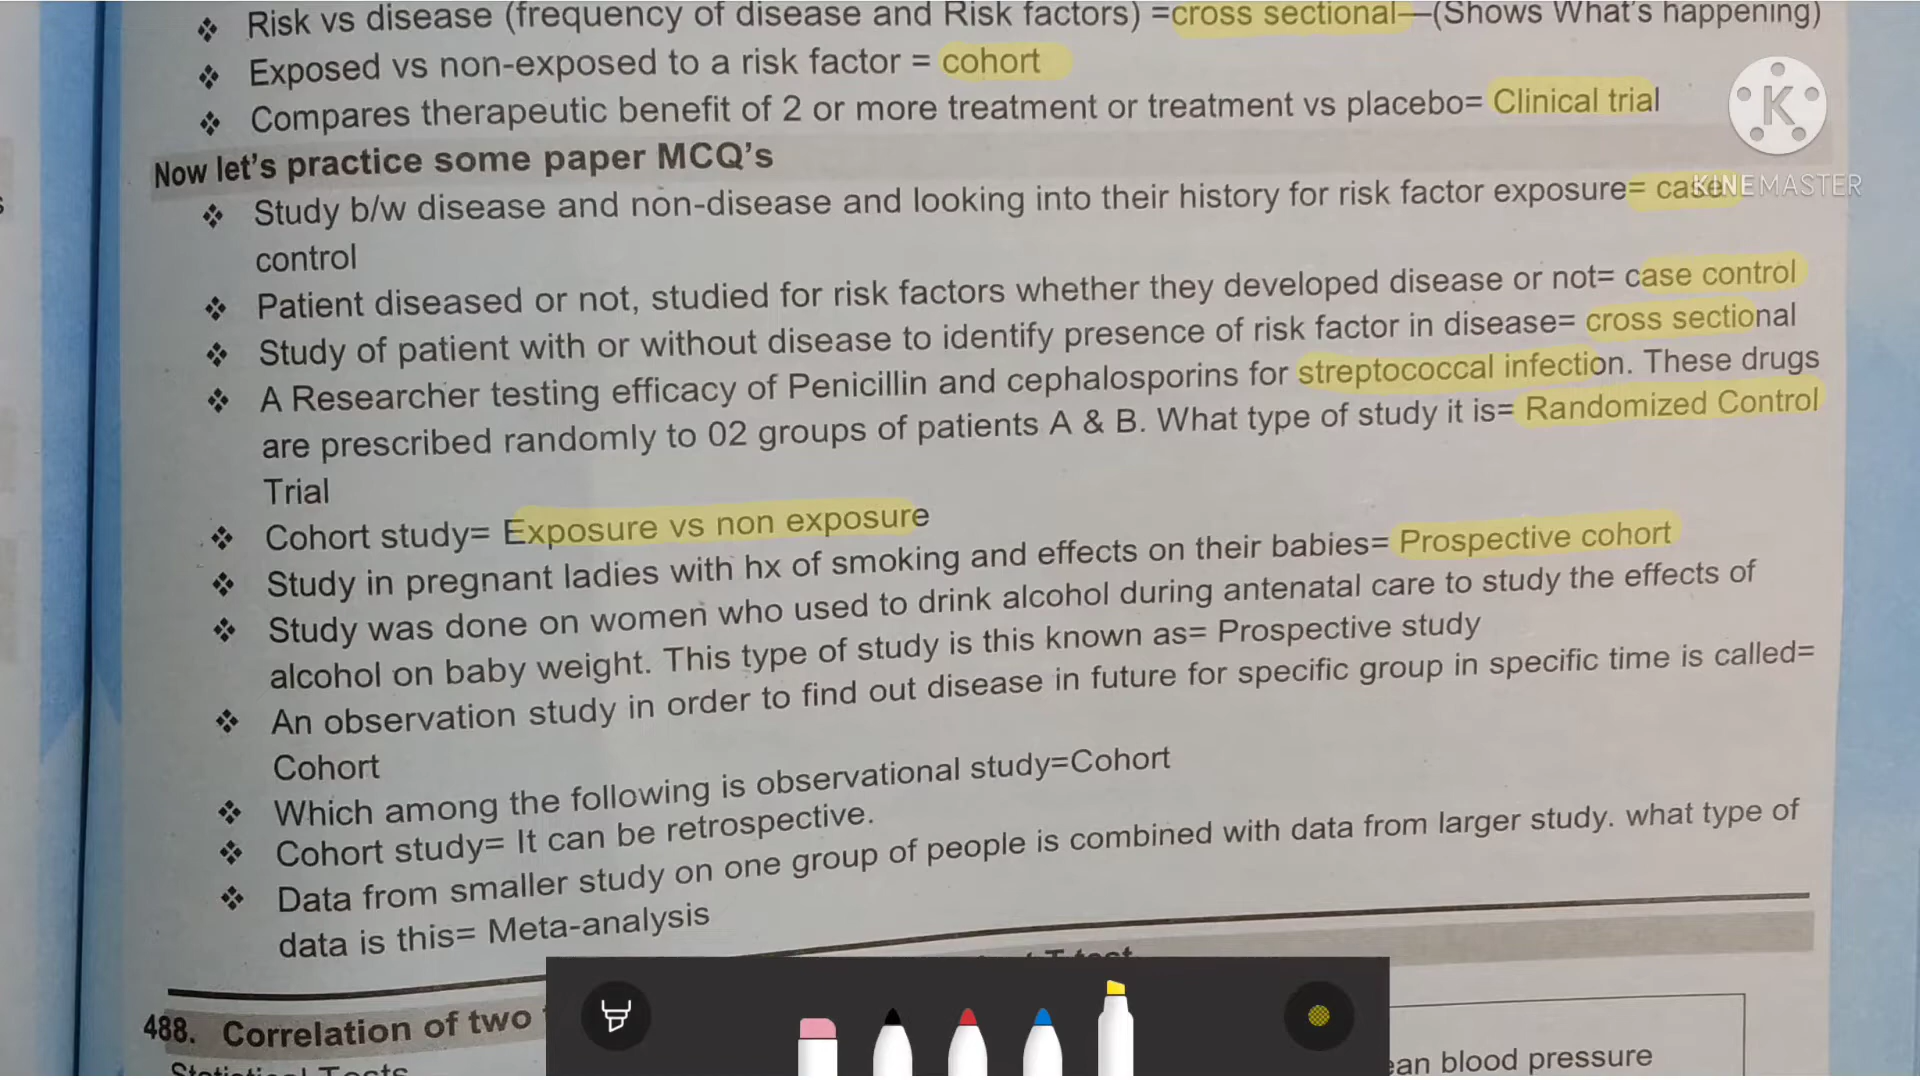 ❖ Risk vs disease (frequency of disease and Risk factors) =cross sectional—(Shows What's happening)
❖ Exposed vs non-exposed to a risk factor = cohort
❖ Compares therapeutic benefit of 2 or more treatment or treatment vs placebo= Clinical trial
K
KINEMASTER
Now let's practice some paper MCQ's
❖ Study b/w disease and non-disease and looking into their history for risk factor exposure= case
control
❖ Patient diseased or not, studied for risk factors whether they developed disease or not= case control
❖ Study of patient with or without disease to identify presence of risk factor in disease= cross sectional
❖ A Researcher testing efficacy of Penicillin and cephalosporins for streptococcal infection. These drugs
are prescribed randomly to 02 groups of patients A & B. What type of study it is= Randomized Control
Trial
❖ Cohort study= Exposure vs non exposure
❖ Study in pregnant ladies with hx of smoking and effects on their babies= Prospective cohort
❖ Study was done on women who used to drink alcohol during antenatal care to study the effects of
alcohol on baby weight. This type of study is this known as= Prospective study
❖ An observation study in order to find out disease in future for specific group in specific time is called=
Cohort
❖ Which among the following is observational study=Cohort
❖ Cohort study= It can be retrospective.
❖ Data from smaller study on one group of people is combined with data from larger study. what type of
data is this= Meta-analysis
488. Correlation of two
blood pressure